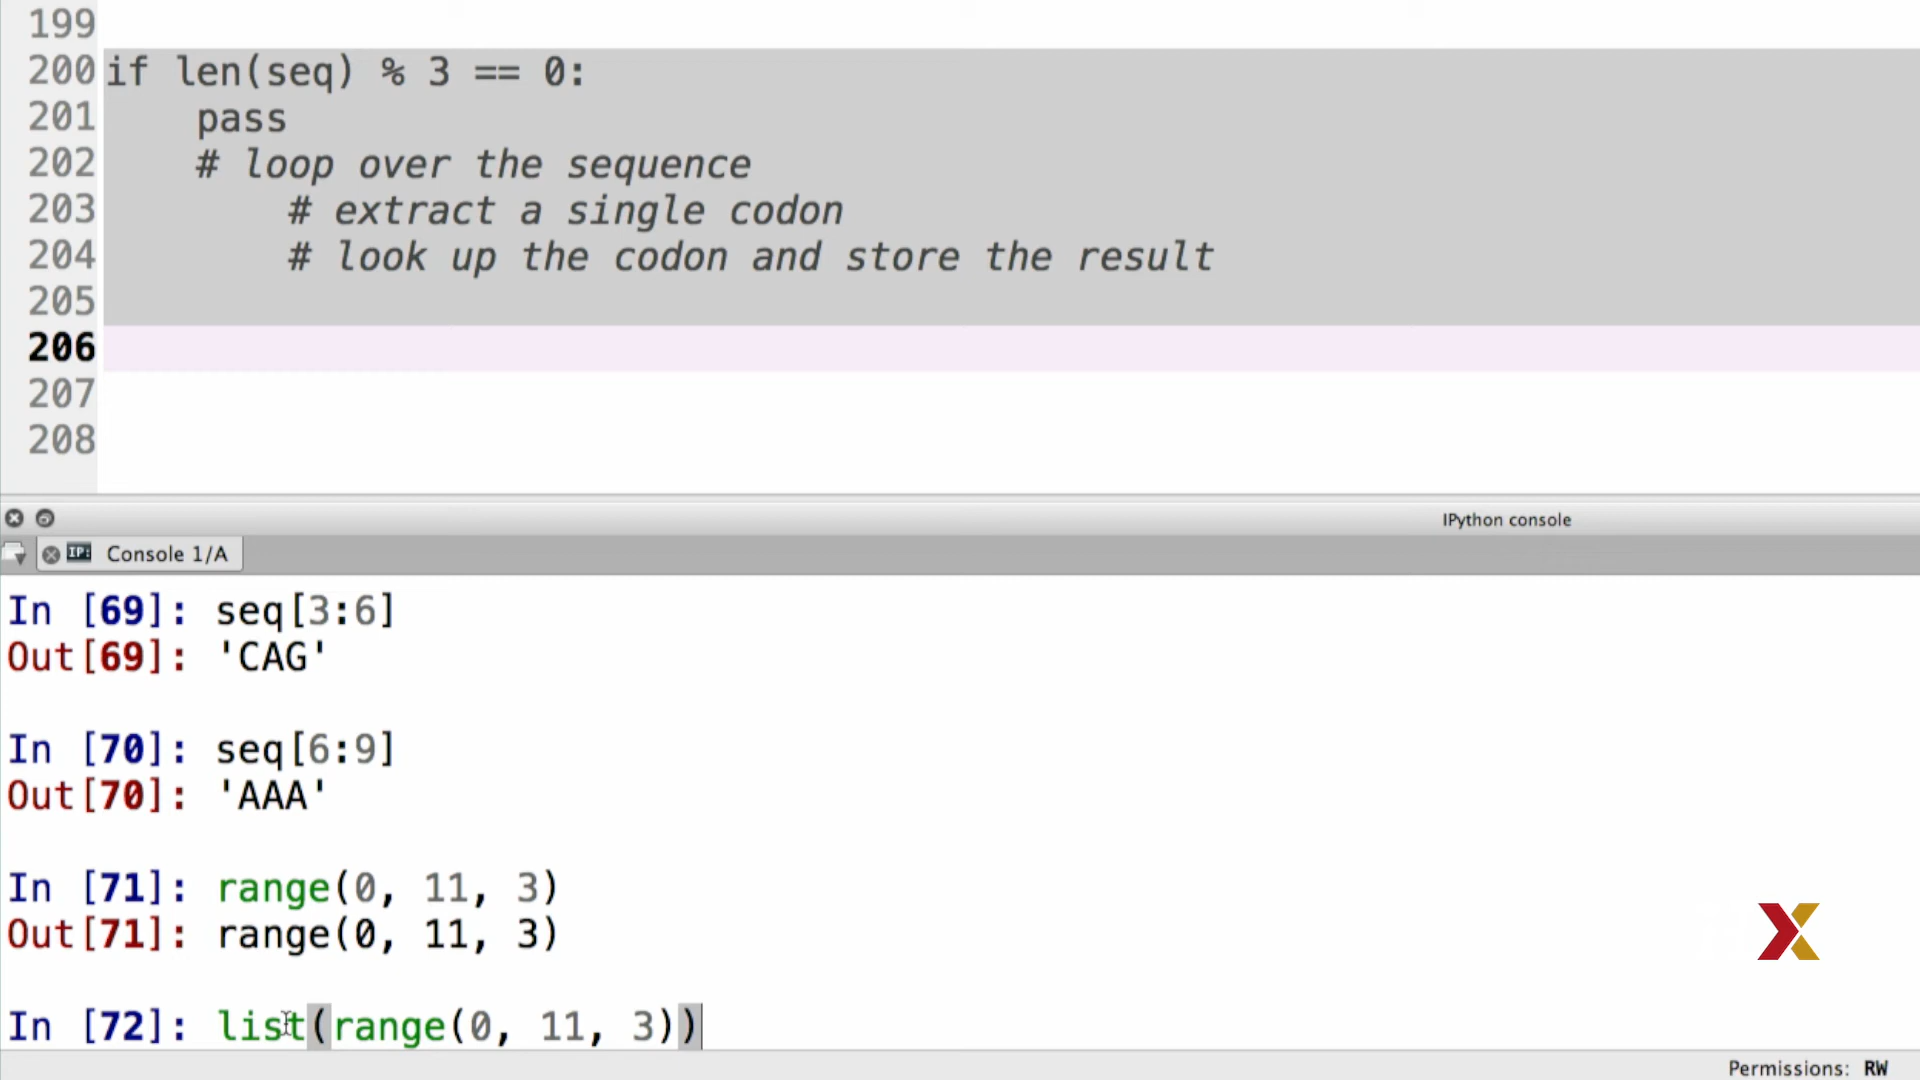 199
200 if len(seq) % 3 == 0:
201     pass
202     # loop over the sequence
203         # extract a single codon
204         # look up the codon and store the result
205
206
207
208
IPython console
IP: Console 1/A
In [69]: seq[3:6]
Out[69]: 'CAG'
In [70]: seq[6:9]
Out[70]: 'AAA'
In [71]: range(0, 11, 3)
Out[71]: range(0, 11, 3)
X
In [72]: list(range(0, 11, 3))
Permissions: RW